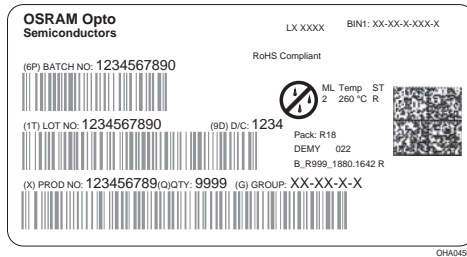 OSRAM Opto
Semiconductors
LX XXXX
BIN1: XX-XX-X-XXX-X
RoHS Compliant
(6P) BATCH NO: 1234567890
ML Temp ST
2 260 °C R
(1T) LOT NO: 1234567890 (9D) D/C: 1234
Pack: R18
DEMY 022
B_R999_1880.1642 R
(X) PROD NO: 123456789(Q)QTY: 9999 (G) GROUP: XX-XX-X-X